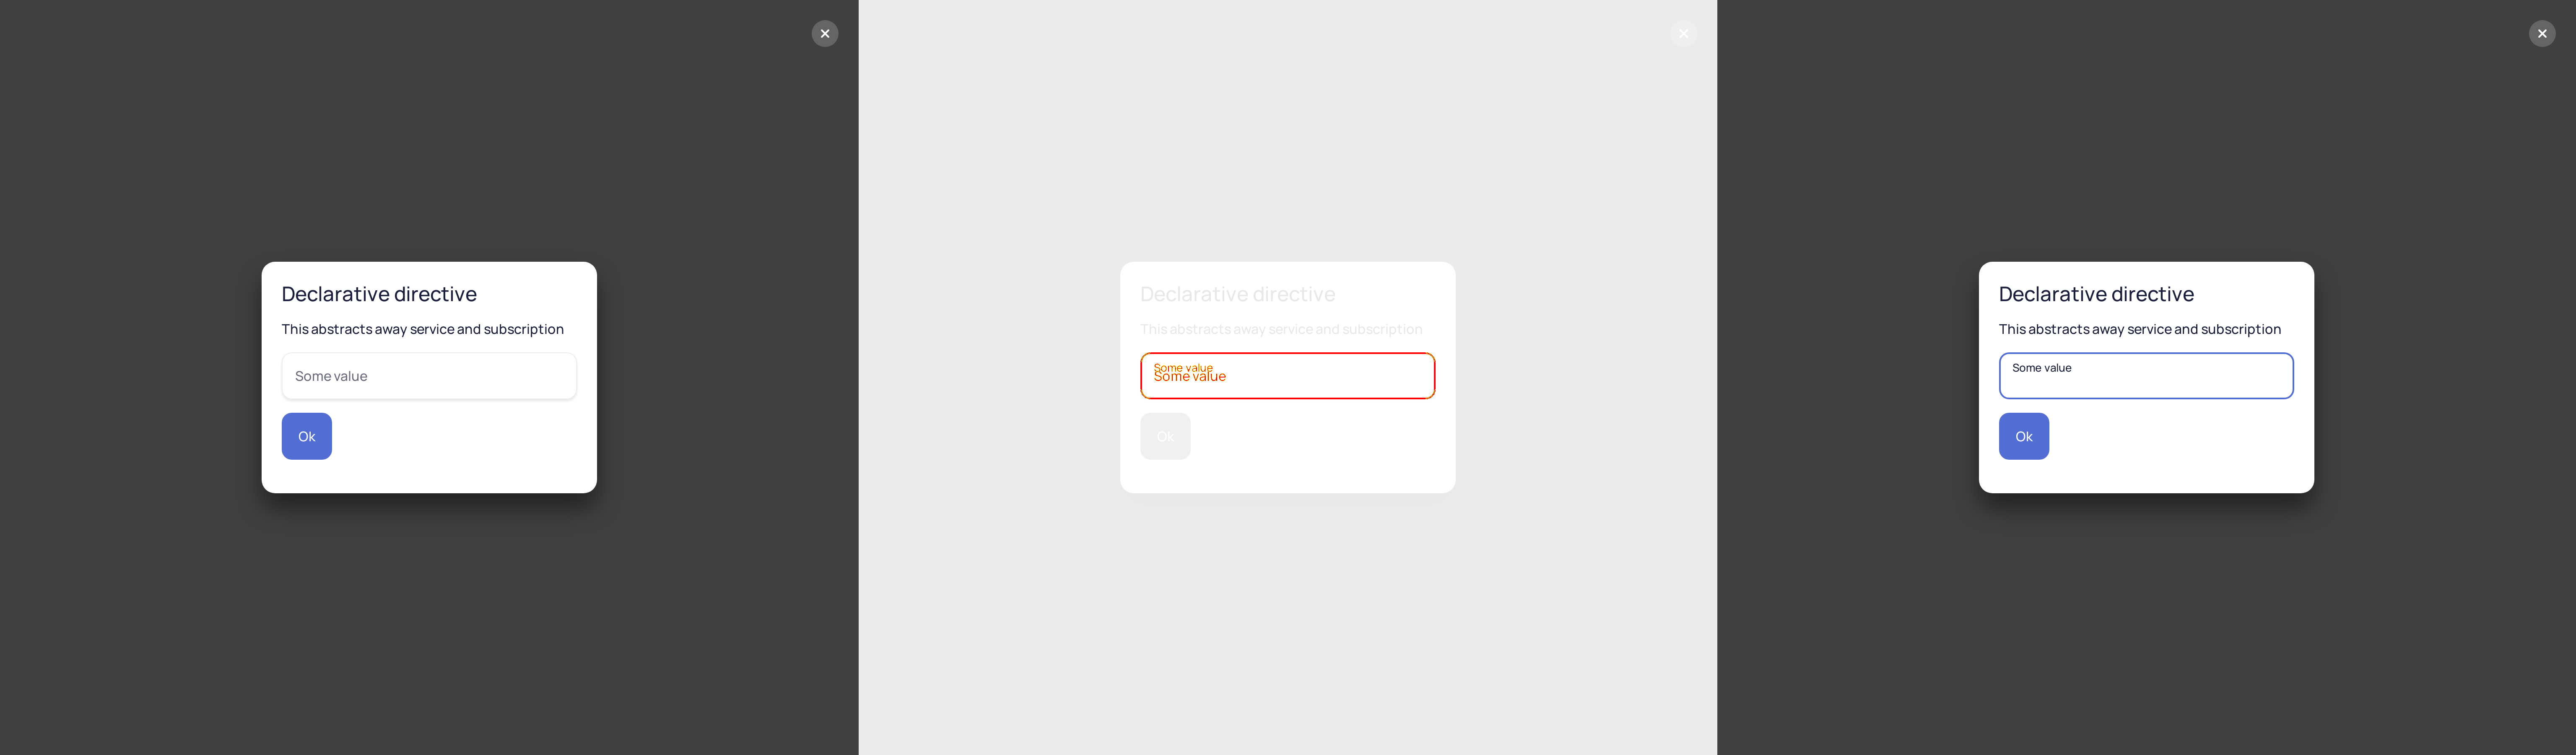 Declarative directive
This abstracts away service and subscription
Some value
Ok
Declarative directive
This abstracts away service and subscription
Some value
Some value
Ok
Declarative directive
This abstracts away service and subscription
Some value
Ok